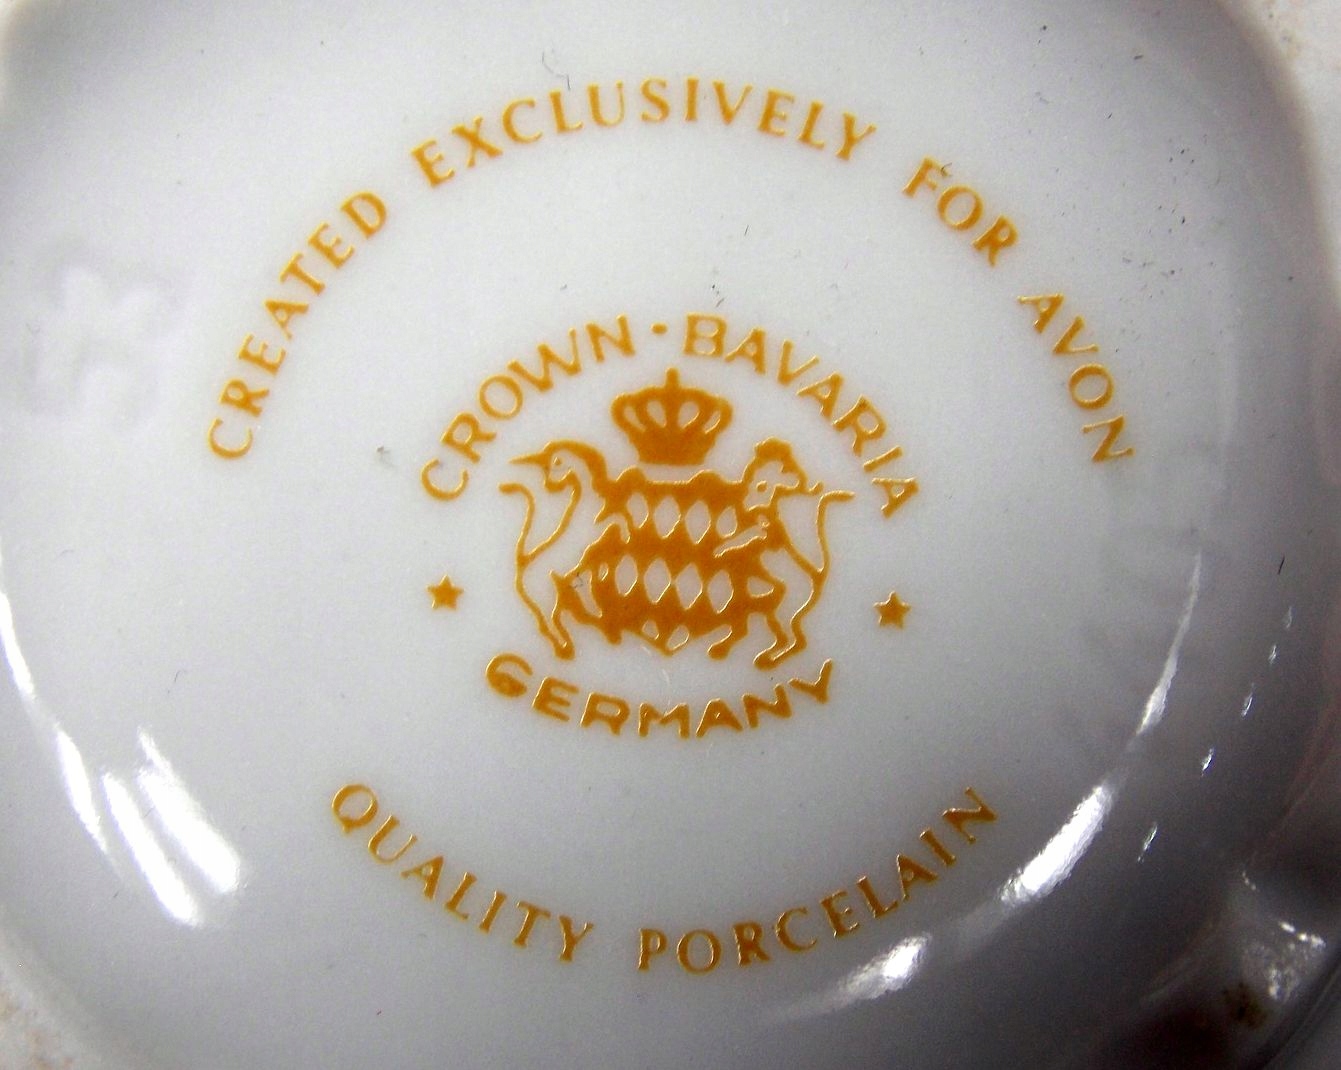 CREATED EXCLUSIVELY FOR AVON
CROWN · BAVARIA
GERMANY
QUALITY PORCELAIN